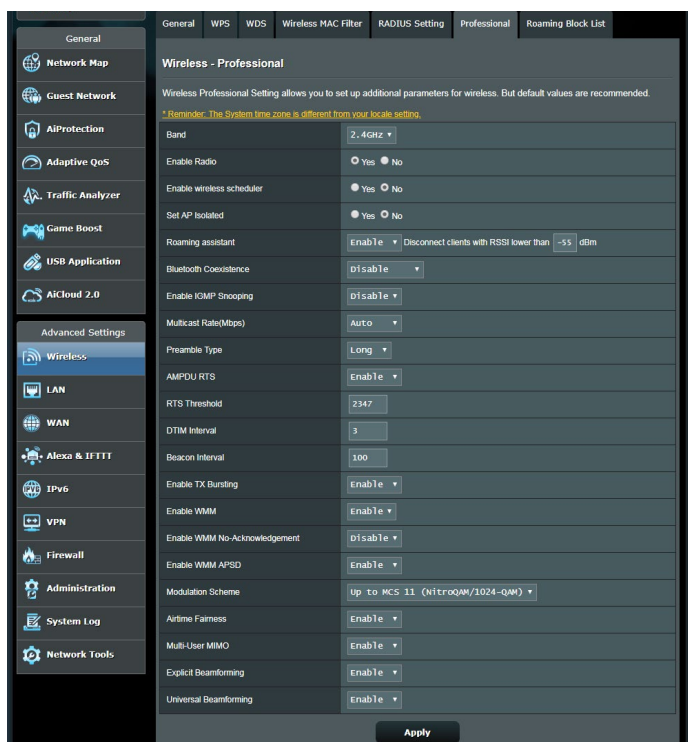 General WPS WDS Wireless MAC Filter RADIUS Setting Professional Roaming Block List
General
Network Map
Guest Network
AiProtection
Adaptive QoS
Traffic Analyzer
Game Boost
USB Application
AiCloud 2.0
Advanced Settings
Wireless
LAN
WAN
Alexa & IFTTT
IPv6
VPN
Firewall
Administration
System Log
Network Tools
Wireless - Professional
Wireless Professional Setting allows you to set up additional parameters for wireless. But default values are recommended.
* Reminder: The System time zone is different from your locale setting.
Band 2.4GHz
Enable Radio Yes No
Enable wireless scheduler Yes No
Set AP Isolated Yes No
Roaming assistant Enable Disconnect clients with RSSI lower than -55 dBm
Bluetooth Coexistence Disable
Enable IGMP Snooping Disable
Multicast Rate(Mbps) Auto
Preamble Type Long
AMPDU RTS Enable
RTS Threshold 2347
DTIM Interval 3
Beacon Interval 100
Enable TX Bursting Enable
Enable WMM Enable
Enable WMM No-Acknowledgement Disable
Enable WMM APSD Enable
Modulation Scheme Up to MCS 11 (NitroQAM/1024-QAM)
Airtime Fairness Enable
Multi-User MIMO Enable
Explicit Beamforming Enable
Universal Beamforming Enable
Apply